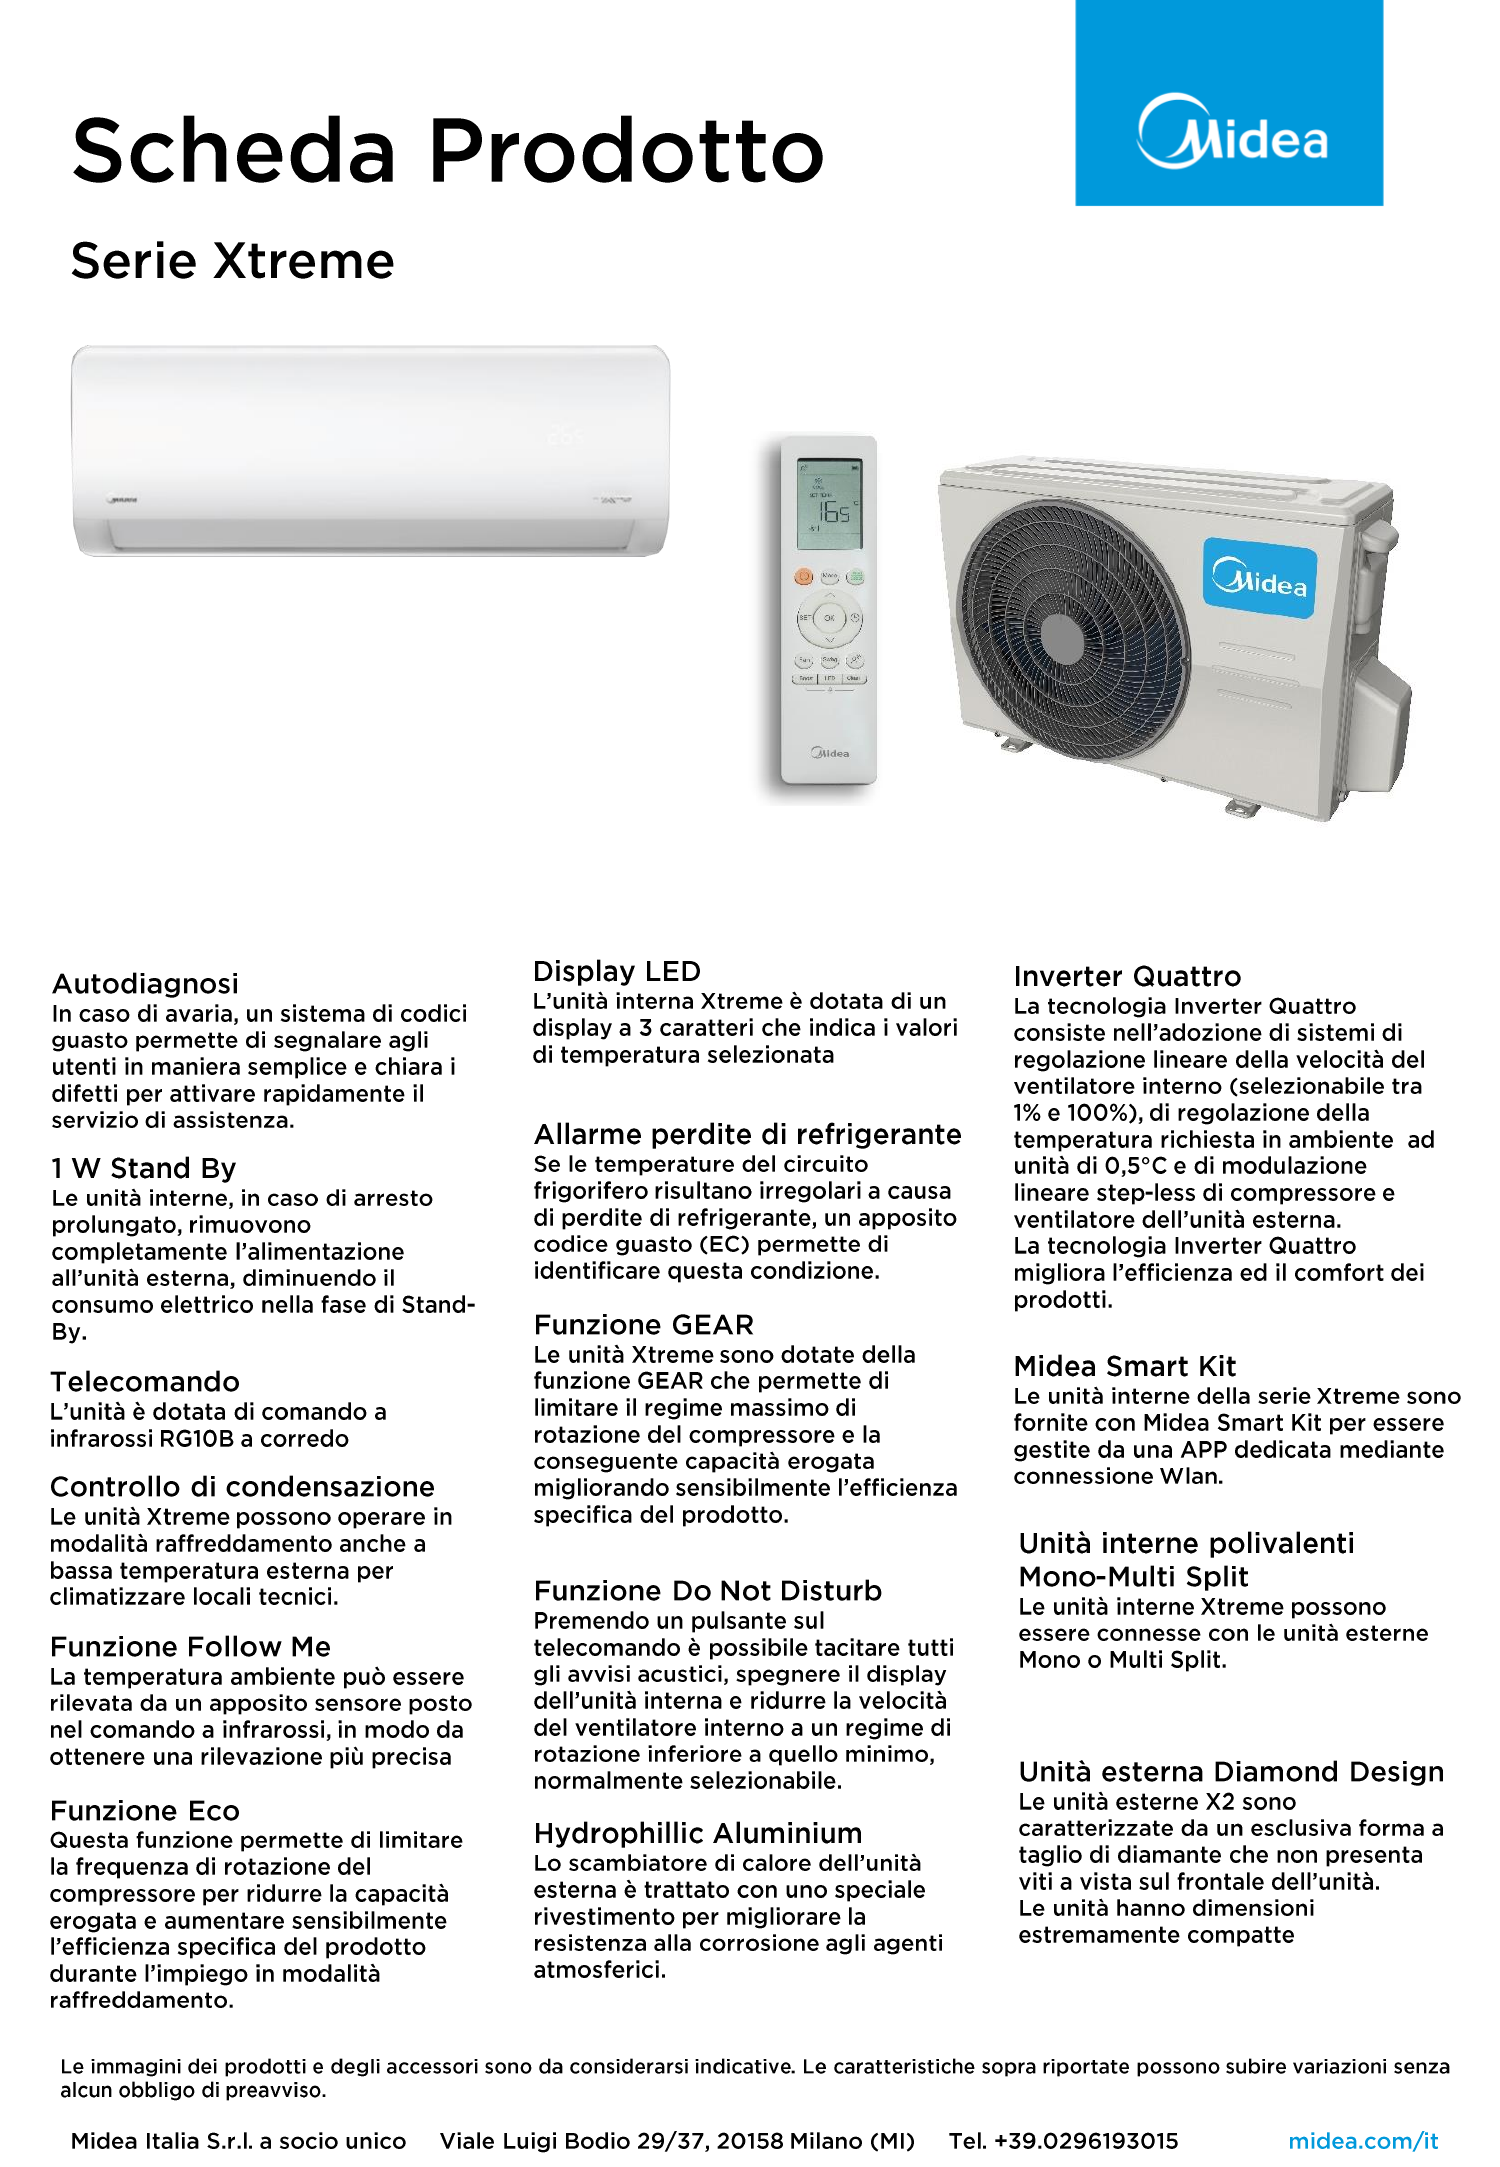 Midea
Scheda Prodotto
Serie Xtreme
SET TEMP
16.5
Mode
SET
OK
Fan
Swing
Boost
LED
Clean
Midea
Midea
Autodiagnosi
In caso di avaria, un sistema di codici
guasto permette di segnalare agli
utenti in maniera semplice e chiara i
difetti per attivare rapidamente il
servizio di assistenza.
1 W Stand By
Le unità interne, in caso di arresto
prolungato, rimuovono
completamente l’alimentazione
all’unità esterna, diminuendo il
consumo elettrico nella fase di Stand-
By.
Telecomando
L’unità è dotata di comando a
infrarossi RG10B a corredo
Controllo di condensazione
Le unità Xtreme possono operare in
modalità raffreddamento anche a
bassa temperatura esterna per
climatizzare locali tecnici.
Funzione Follow Me
La temperatura ambiente può essere
rilevata da un apposito sensore posto
nel comando a infrarossi, in modo da
ottenere una rilevazione più precisa
Funzione Eco
Questa funzione permette di limitare
la frequenza di rotazione del
compressore per ridurre la capacità
erogata e aumentare sensibilmente
l’efficienza specifica del prodotto
durante l’impiego in modalità
raffreddamento.
Display LED
L’unità interna Xtreme è dotata di un
display a 3 caratteri che indica i valori
di temperatura selezionata
Allarme perdite di refrigerante
Se le temperature del circuito
frigorifero risultano irregolari a causa
di perdite di refrigerante, un apposito
codice guasto (EC) permette di
identificare questa condizione.
Funzione GEAR
Le unità Xtreme sono dotate della
funzione GEAR che permette di
limitare il regime massimo di
rotazione del compressore e la
conseguente capacità erogata
migliorando sensibilmente l’efficienza
specifica del prodotto.
Funzione Do Not Disturb
Premendo un pulsante sul
telecomando è possibile tacitare tutti
gli avvisi acustici, spegnere il display
dell’unità interna e ridurre la velocità
del ventilatore interno a un regime di
rotazione inferiore a quello minimo,
normalmente selezionabile.
Hydrophillic Aluminium
Lo scambiatore di calore dell’unità
esterna è trattato con uno speciale
rivestimento per migliorare la
resistenza alla corrosione agli agenti
atmosferici.
Inverter Quattro
La tecnologia Inverter Quattro
consiste nell’adozione di sistemi di
regolazione lineare della velocità del
ventilatore interno (selezionabile tra
1% e 100%), di regolazione della
temperatura richiesta in ambiente ad
unità di 0,5°C e di modulazione
lineare step-less di compressore e
ventilatore dell’unità esterna.
La tecnologia Inverter Quattro
migliora l’efficienza ed il comfort dei
prodotti.
Midea Smart Kit
Le unità interne della serie Xtreme sono
fornite con Midea Smart Kit per essere
gestite da una APP dedicata mediante
connessione Wlan.
Unità interne polivalenti
Mono-Multi Split
Le unità interne Xtreme possono
essere connesse con le unità esterne
Mono o Multi Split.
Unità esterna Diamond Design
Le unità esterne X2 sono
caratterizzate da un esclusiva forma a
taglio di diamante che non presenta
viti a vista sul frontale dell’unità.
Le unità hanno dimensioni
estremamente compatte
Le immagini dei prodotti e degli accessori sono da considerarsi indicative. Le caratteristiche sopra riportate possono subire variazioni senza
alcun obbligo di preavviso.
Midea Italia S.r.l. a socio unico Viale Luigi Bodio 29/37, 20158 Milano (MI) Tel. +39.0296193015 midea.com/it